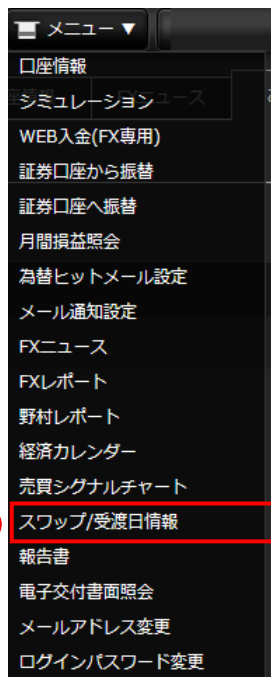 メニュー ▼
口座情報
シミュレーション
WEB入金(FX専用)
証券口座から振替
証券口座へ振替
月間損益照会
為替ヒットメール設定
メール通知設定
FXニュース
FXレポート
野村レポート
経済カレンダー
売買シグナルチャート
スワップ/受渡日情報
報告書
電子交付書面照会
メールアドレス変更
ログインパスワード変更